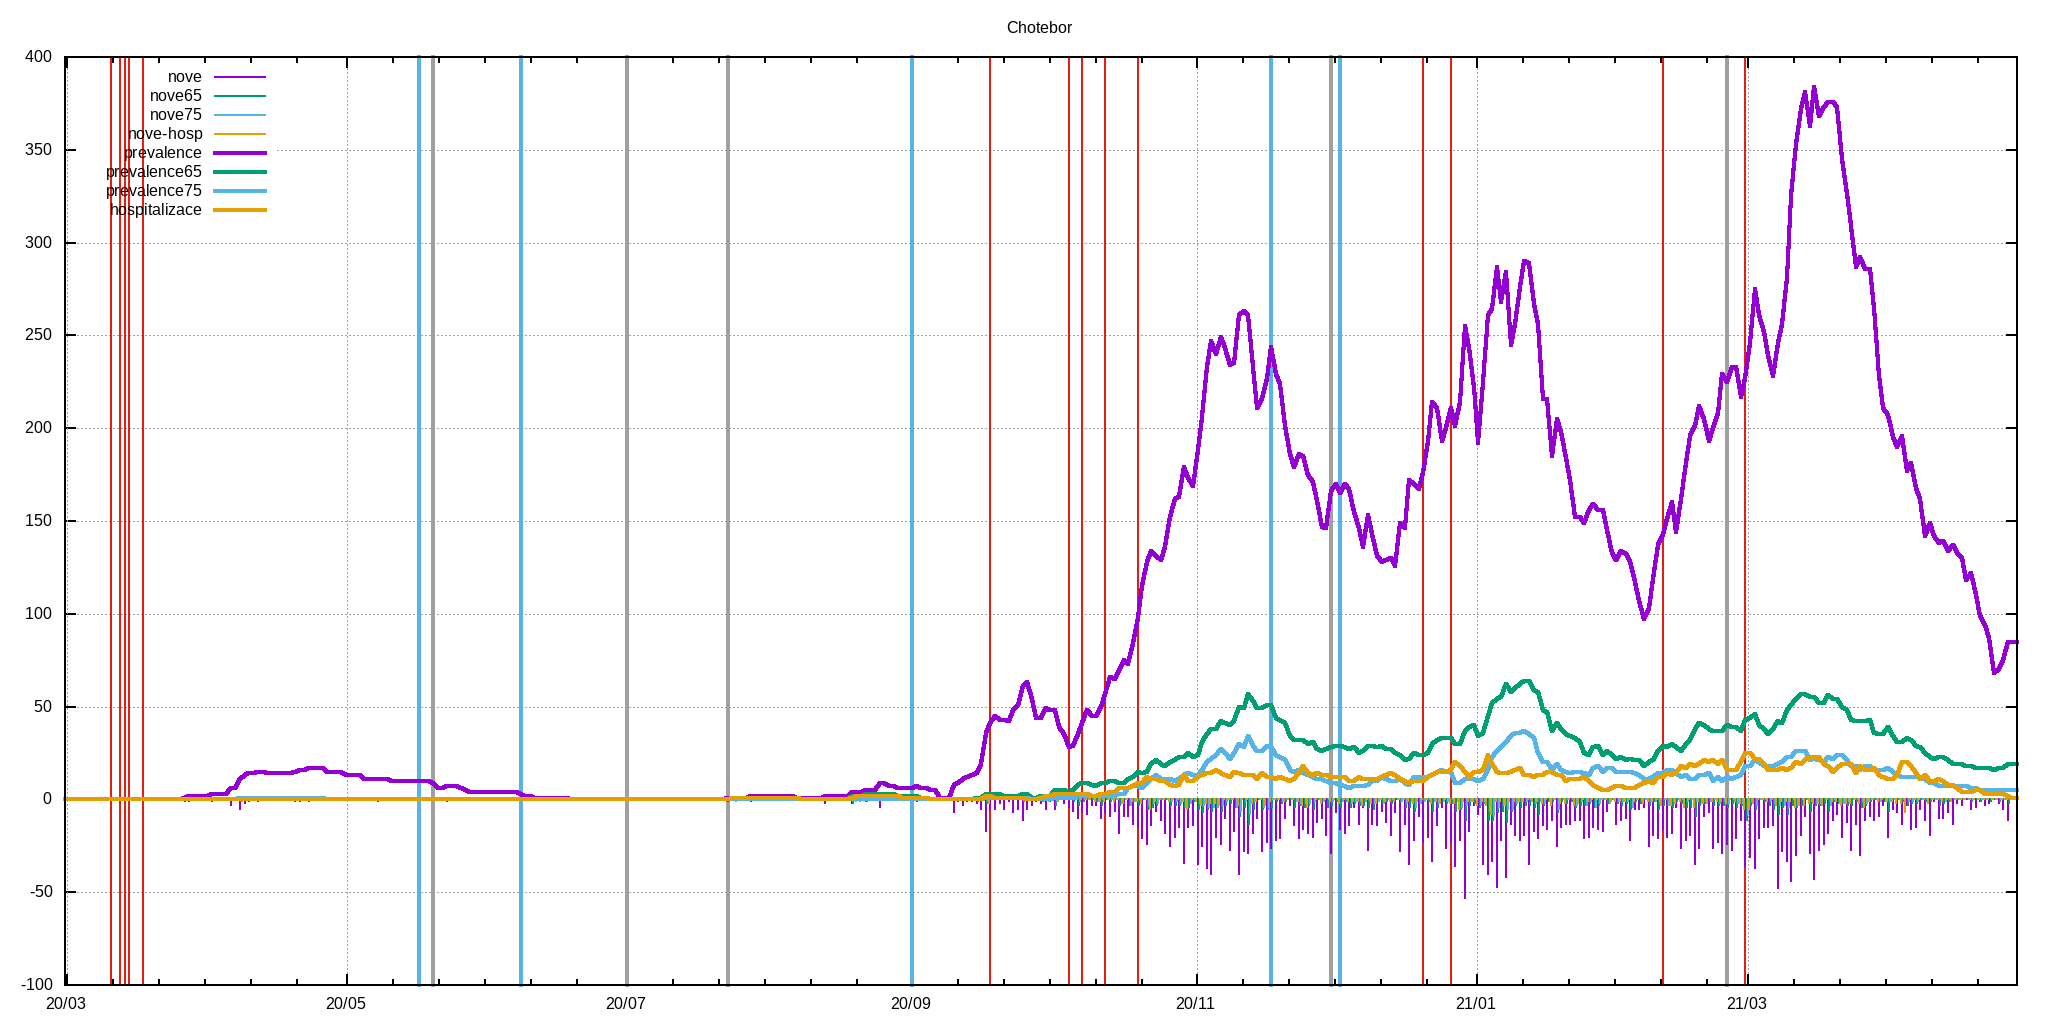 Chotebor
400
350
300
250
200
150
100
50
0
-50
-100
nove
nove65
nove75
nove-hosp
prevalence
prevalence65
prevalence75
hospitalizace
20/03
20/05
20/07
20/09
20/11
21/01
21/03